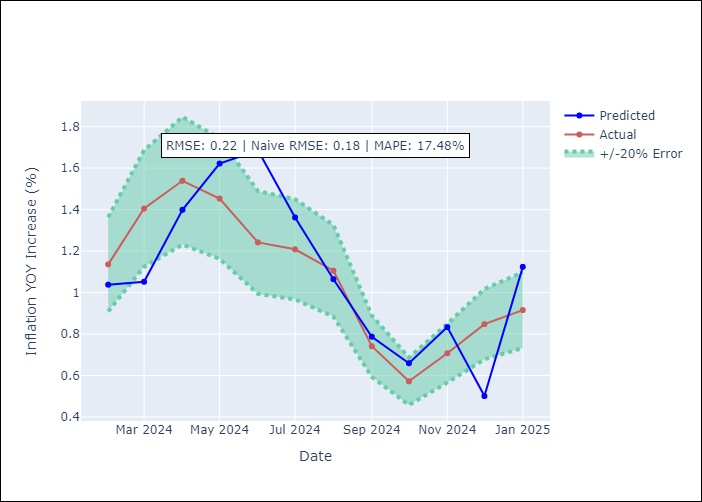 Predicted
Actual
+/-20% Error
RMSE: 0.22 | Naive RMSE: 0.18 | MAPE: 17.48%
Inflation YOY Increase (%)
1.8
1.6
1.4
1.2
1
0.8
0.6
0.4
Mar 2024
May 2024
Jul 2024
Sep 2024
Nov 2024
Jan 2025
Date